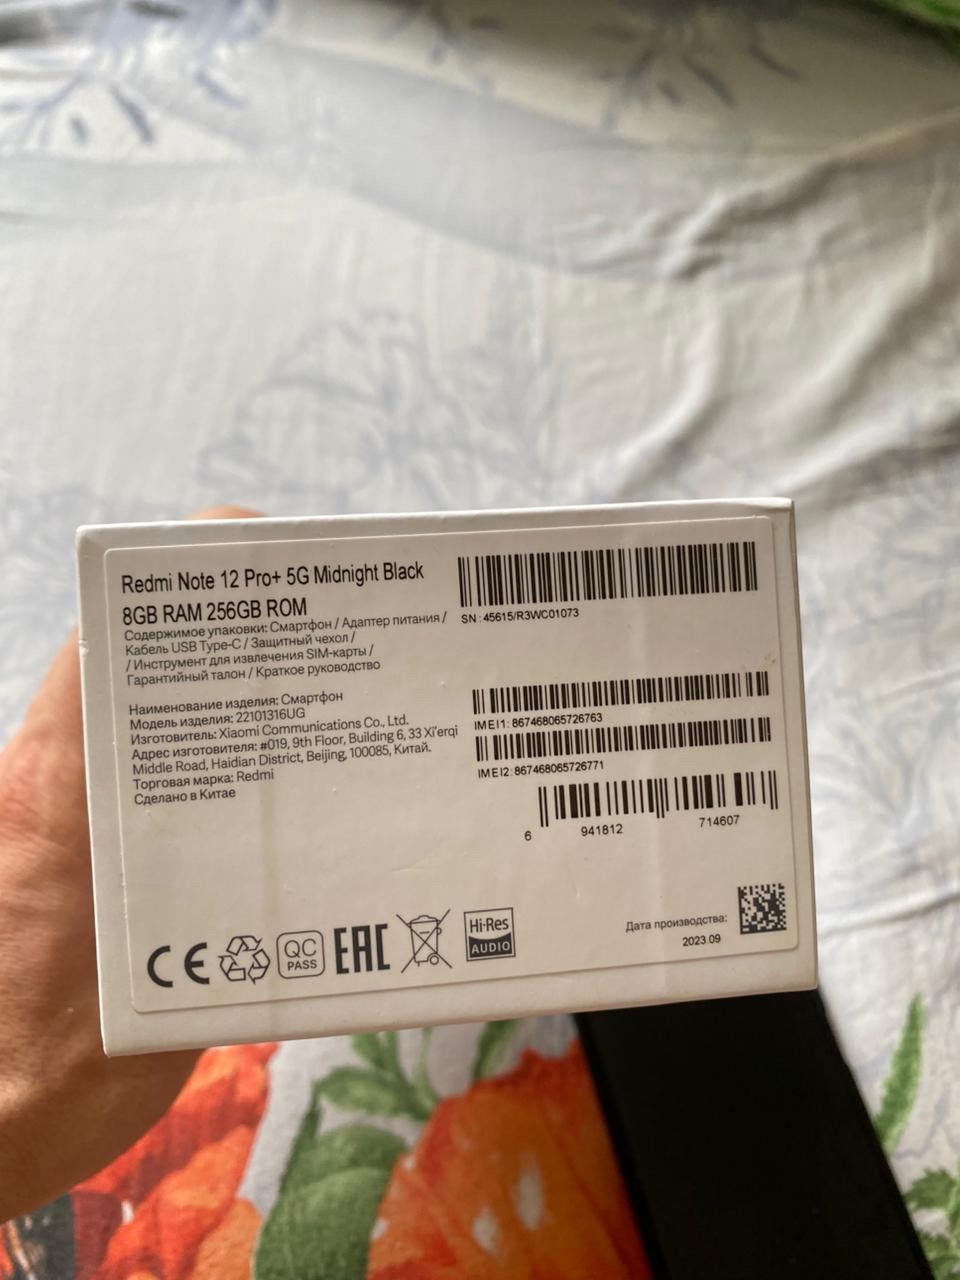 Redmi Note 12 Pro+ 5G Midnight Black
8GB RAM 256GB ROM
Содержимое упаковки: Смартфон / Адаптер питания /
Кабель USB Type-C / Защитный чехол /
/ Инструмент для извлечения SIM-карты /
Гарантийный талон / Краткое руководство
Наименование изделия: Смартфон
Модель изделия: 22101316UG
Изготовитель: Xiaomi Communications Co., Ltd.
Адрес изготовителя: #019, 9th Floor, Building 6, 33 Xi'erqi
Middle Road, Haidian District, Beijing, 100085, Китай.
Торговая марка: Redmi
Сделано в Китае
SN : 45615/R3WC01073
IMEI1: 867468065726763
IMEI2: 867468065726771
6 941812 714607
CE
QC
PASS
EAC
Hi-Res
AUDIO
Дата производства:
2023.09